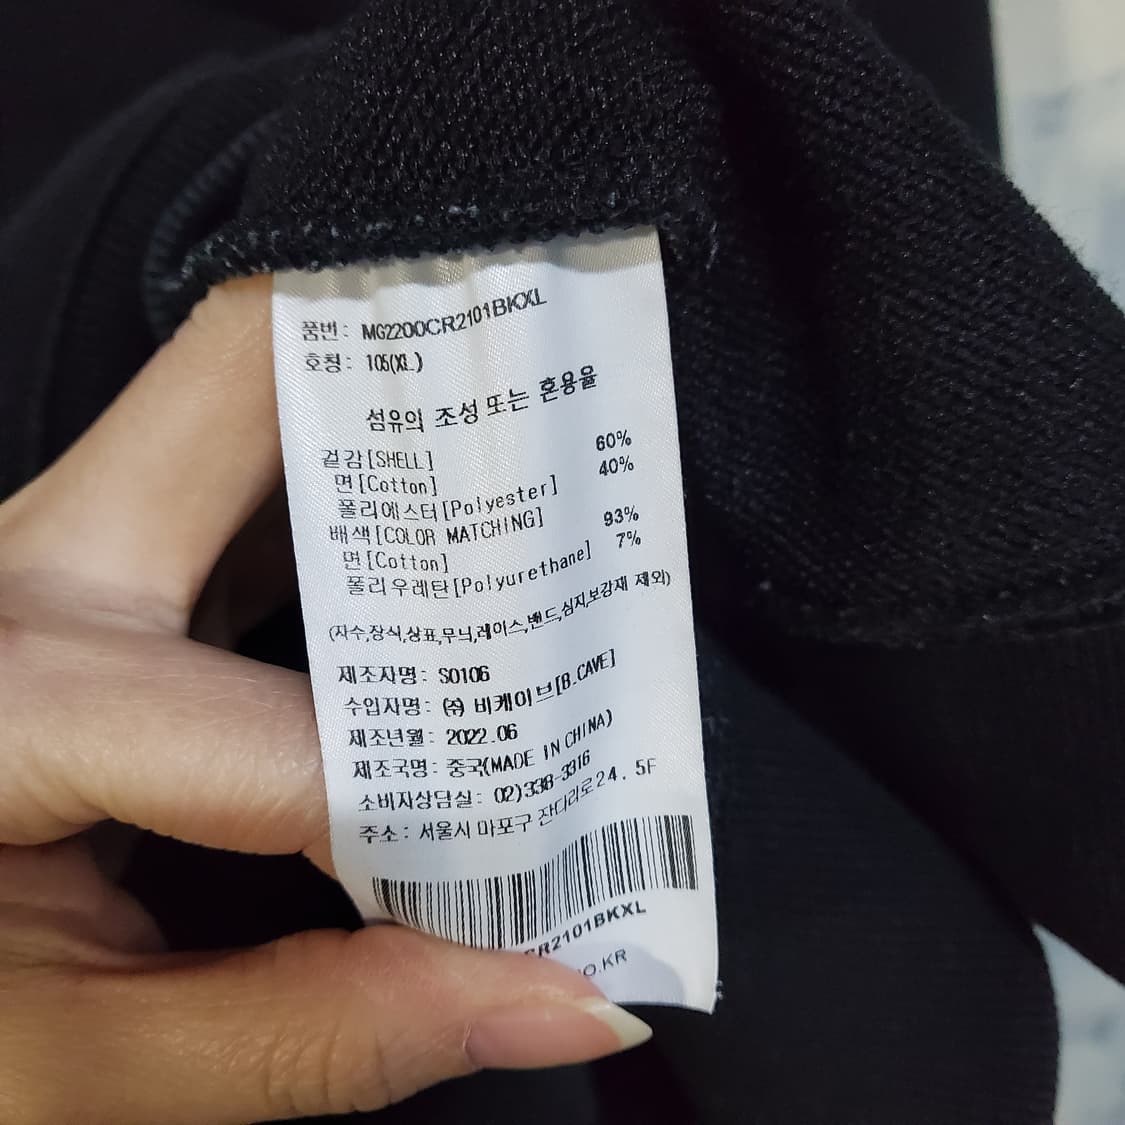 품번: MG2200CR2101BKXL
호칭: 105(XL)
섬유의 조성 또는 혼용율
겉감[SHELL]
면[Cotton] 60%
폴리에스터[Polyester] 40%
배색[COLOR MATCHING]
면[Cotton] 93%
폴리우레탄[Polyurethane] 7%
(자수,장식,상표,무늬,레이스,밴드,심지,보강재 제외)
제조자명: SO106
수입자명: ㈜ 비케이브[B.CAVE]
제조년월: 2022.06
제조국명: 중국(MADE IN CHINA)
소비자상담실: 02)338-3316
주소: 서울시 마포구 잔다리로24. 5F
CR2101BKXL
O.KR